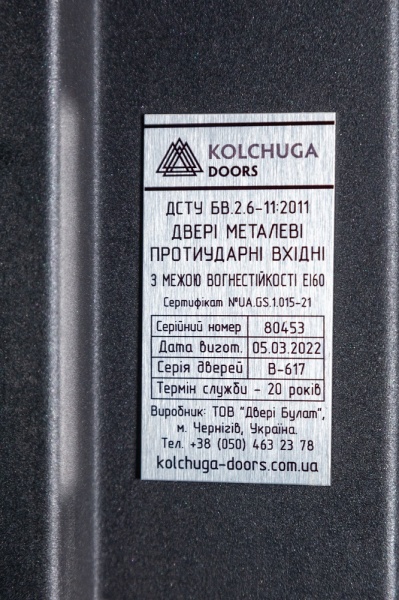 KOLCHUGA
DOORS
ДСТУ БВ.2.6-11:2011
ДВЕРІ МЕТАЛЕВІ
ПРОТИУДАРНІ ВХІДНІ
З МЕЖОЮ ВОГНЕСТІЙКОСТІ ЕІ60
Сертифікат №UA.GS.1.015-21
Серійний номер 80453
Дата вигот. 05.03.2022
Серія дверей В-617
Термін служби - 20 років
Виробник: ТОВ "Двері Булат",
м. Чернігів, Україна.
Тел. +38 (050) 463 23 78
kolchuga-doors.com.ua